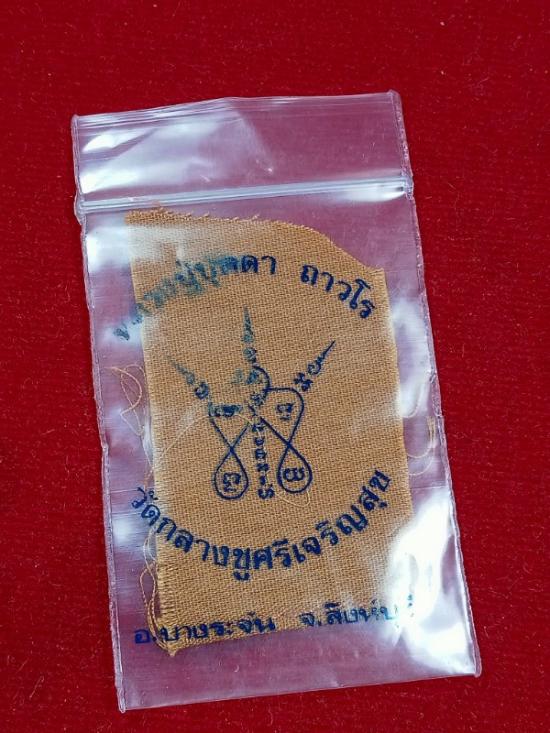 หลวงปู่บุดดา ถาวโร
วัดกลางชูศรีเจริญสุข
อ.บางระจัน จ.สิงห์บุรี